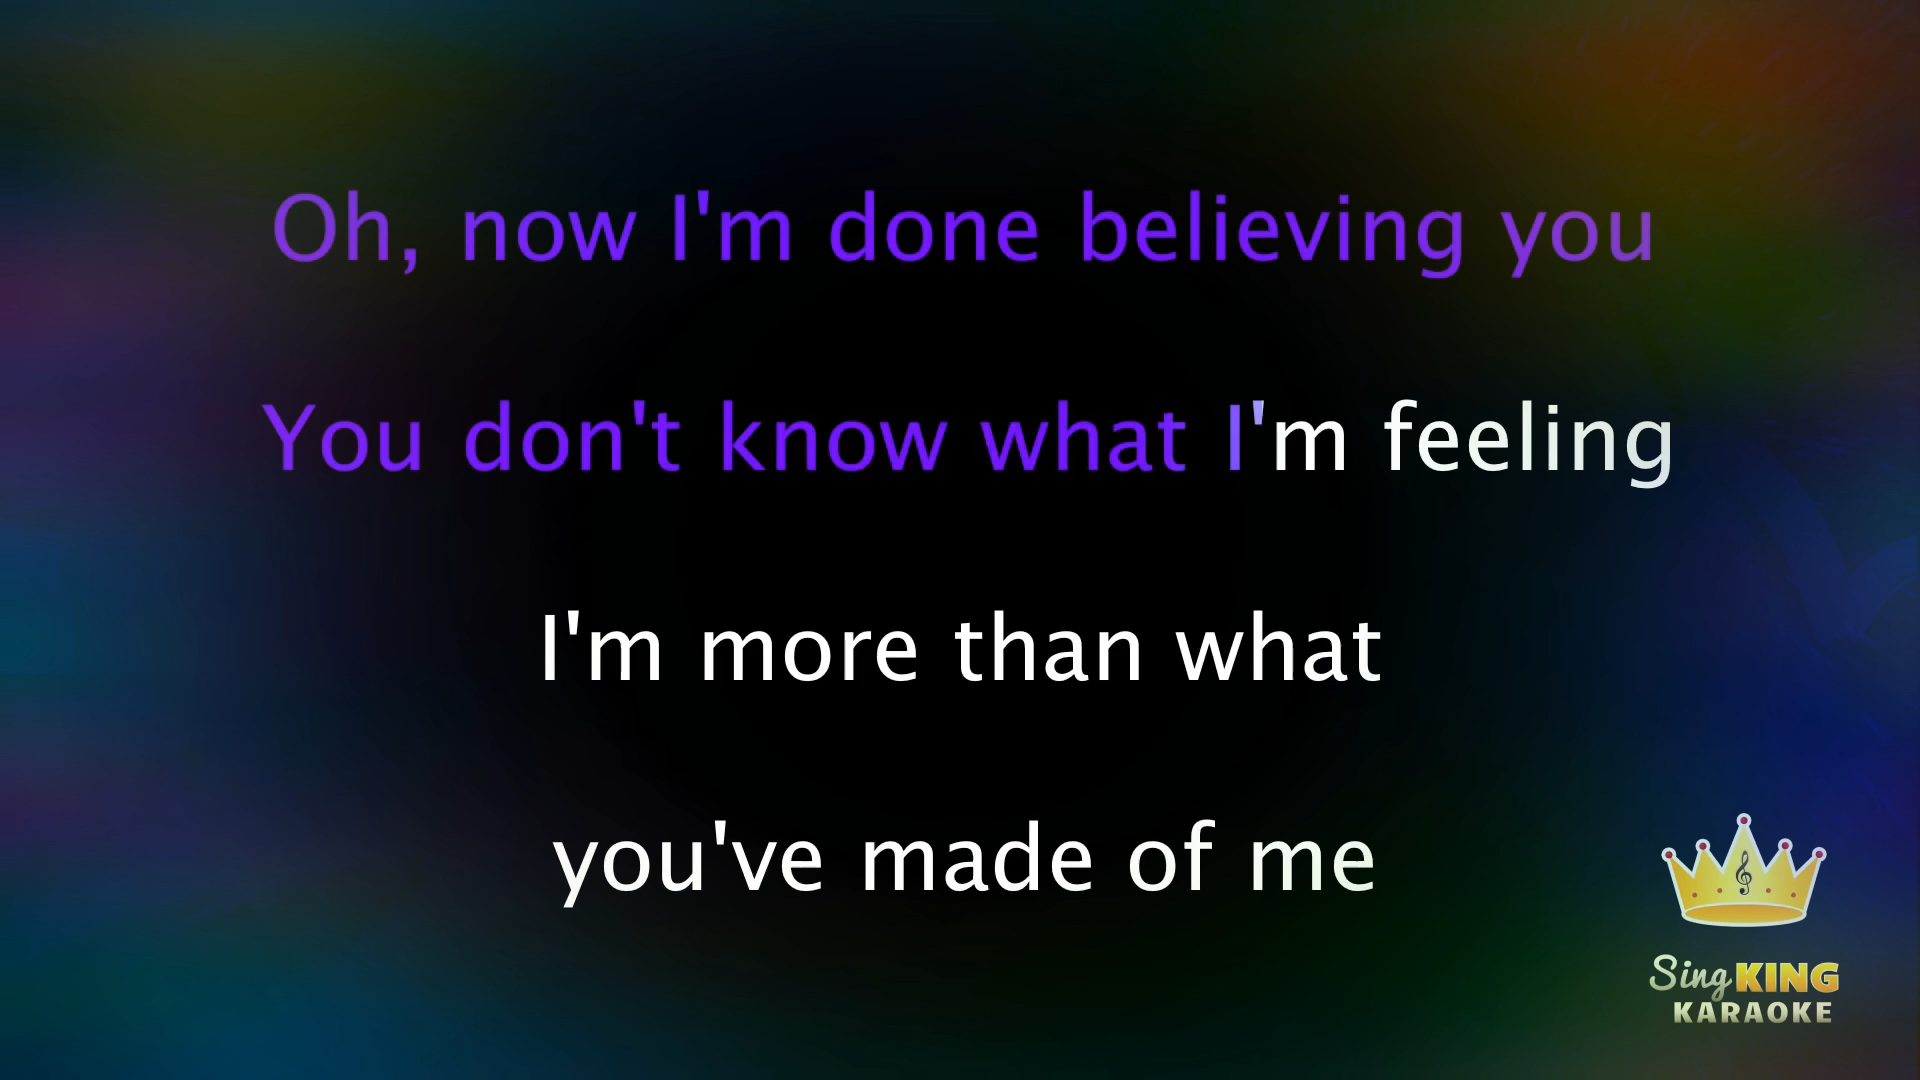 Oh, now I'm done believing you
You don't know what I'm feeling
I'm more than what
you've made of me
Sing KING
KARAOKE